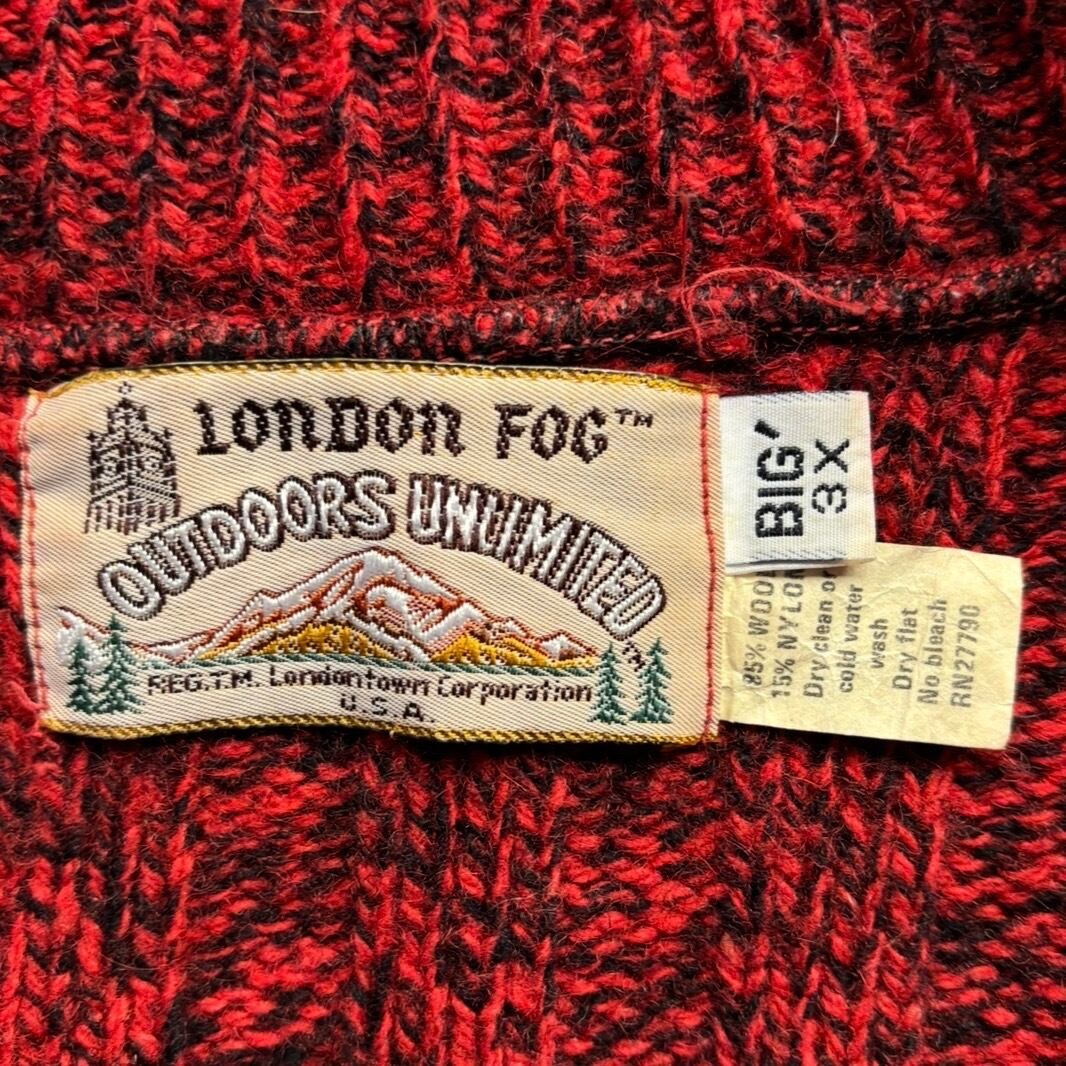 LONDON FOG™
OUTDOORS UNLIMITED™
REG.T.M. Londontown Corporation
U.S.A.
BIG'
3X
85% WOOL
15% NYLON
Dry clean or
cold water
wash
Dry flat
No bleach
RN27790